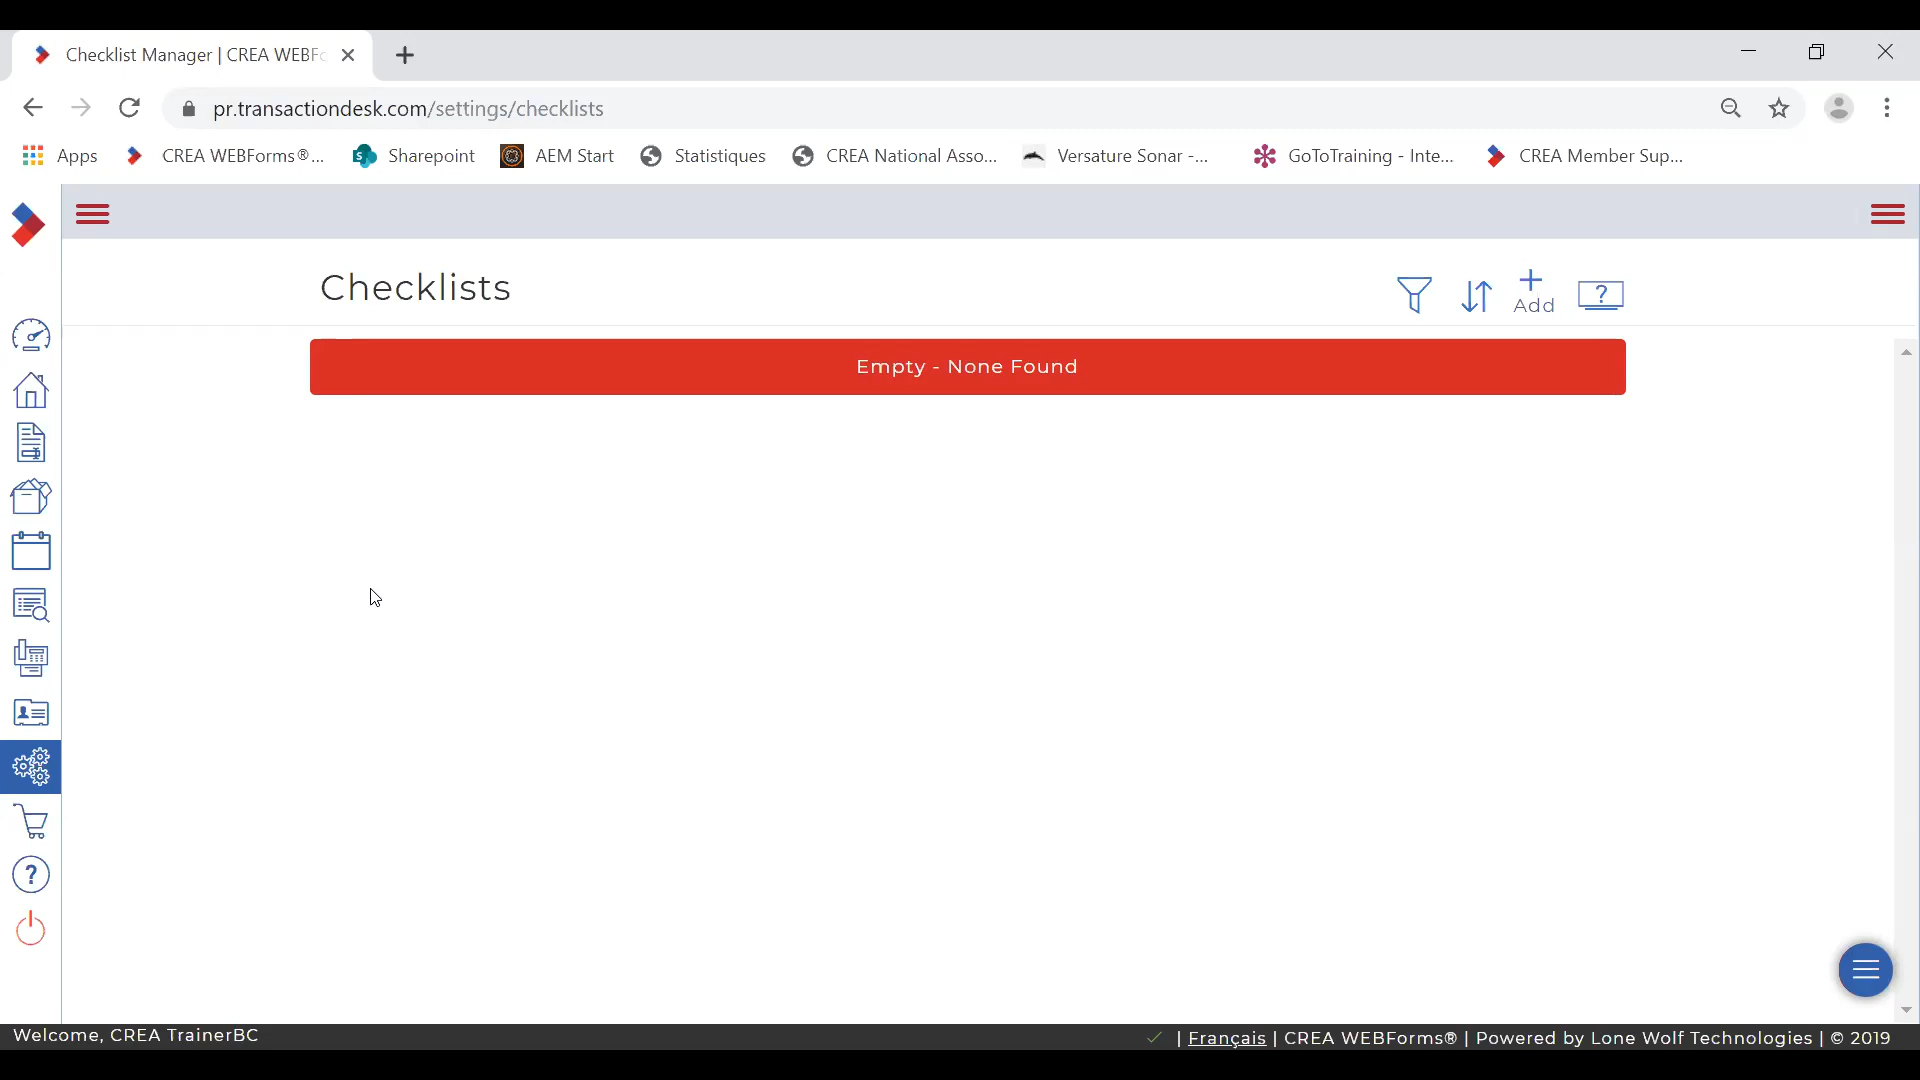 Checklist Manager | CREA WEBFo
pr.transactiondesk.com/settings/checklists
Apps CREA WEBForms®... Sharepoint AEM Start Statistiques CREA National Asso... Versature Sonar -... GoToTraining - Inte... CREA Member Sup...
Checklists
Add
?
Empty - None Found
?
Welcome, CREA TrainerBC
| Français | CREA WEBForms® | Powered by Lone Wolf Technologies | © 2019